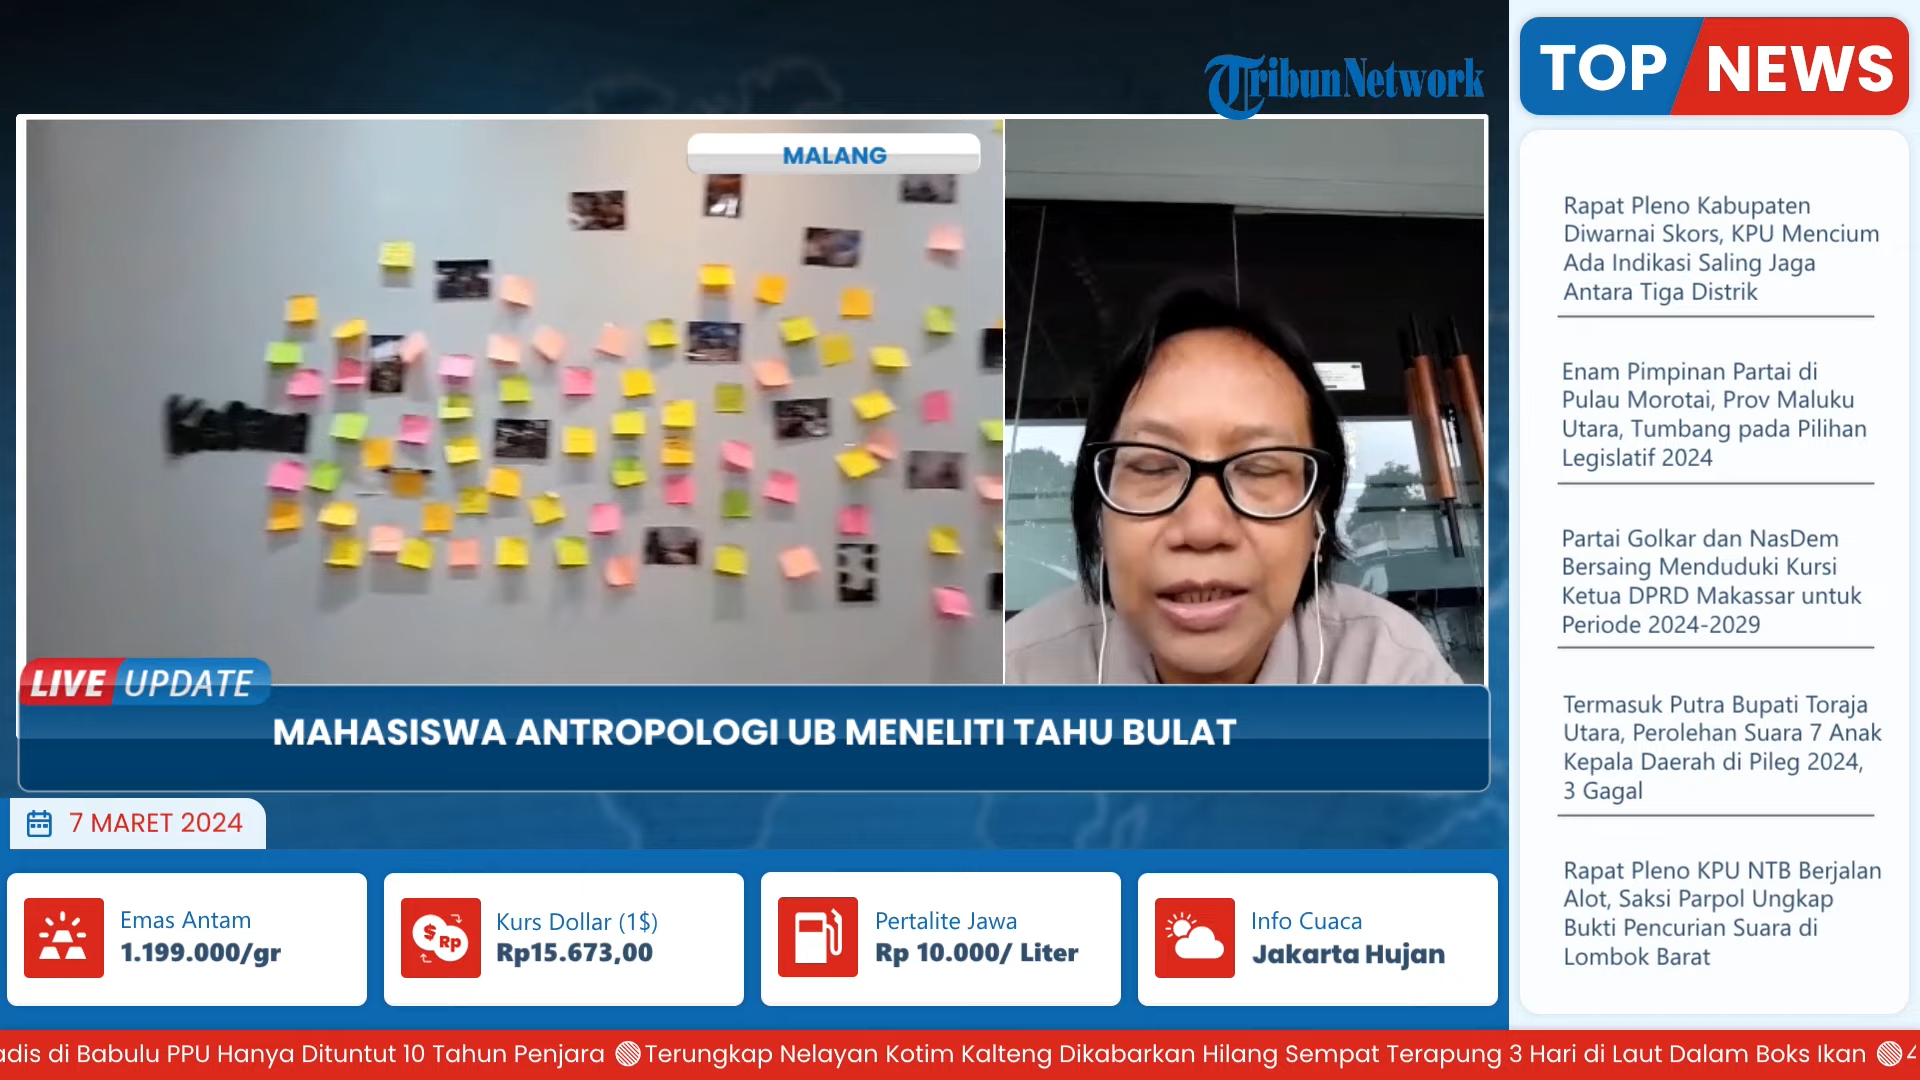 TribunNetwork
TOP NEWS
MALANG
Rapat Pleno Kabupaten
Diwarnai Skors, KPU Mencium
Ada Indikasi Saling Jaga
Antara Tiga Distrik
Enam Pimpinan Partai di
Pulau Morotai, Prov Maluku
Utara, Tumbang pada Pilihan
Legislatif 2024
Partai Golkar dan NasDem
Bersaing Menduduki Kursi
Ketua DPRD Makassar untuk
Periode 2024-2029
Termasuk Putra Bupati Toraja
Utara, Perolehan Suara 7 Anak
Kepala Daerah di Pileg 2024,
3 Gagal
Rapat Pleno KPU NTB Berjalan
Alot, Saksi Parpol Ungkap
Bukti Pencurian Suara di
Lombok Barat
LIVE UPDATE
MAHASISWA ANTROPOLOGI UB MENELITI TAHU BULAT
7 MARET 2024
Emas Antam
1.199.000/gr
Kurs Dollar (1$)
Rp15.673,00
Pertalite Jawa
Rp 10.000/ Liter
Info Cuaca
Jakarta Hujan
adis di Babulu PPU Hanya Dituntut 10 Tahun Penjara Terungkap Nelayan Kotim Kalteng Dikabarkan Hilang Sempat Terapung 3 Hari di Laut Dalam Boks Ikan